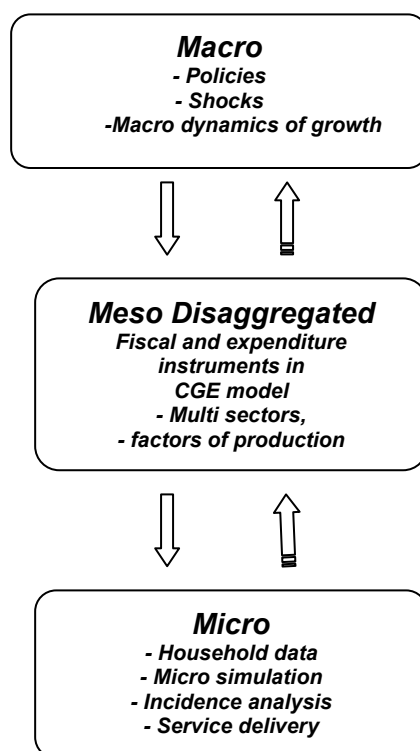 Macro
- Policies
- Shocks
-Macro dynamics of growth
Meso Disaggregated
Fiscal and expenditure
instruments in
CGE model
- Multi sectors,
- factors of production
Micro
- Household data
- Micro simulation
- Incidence analysis
- Service delivery